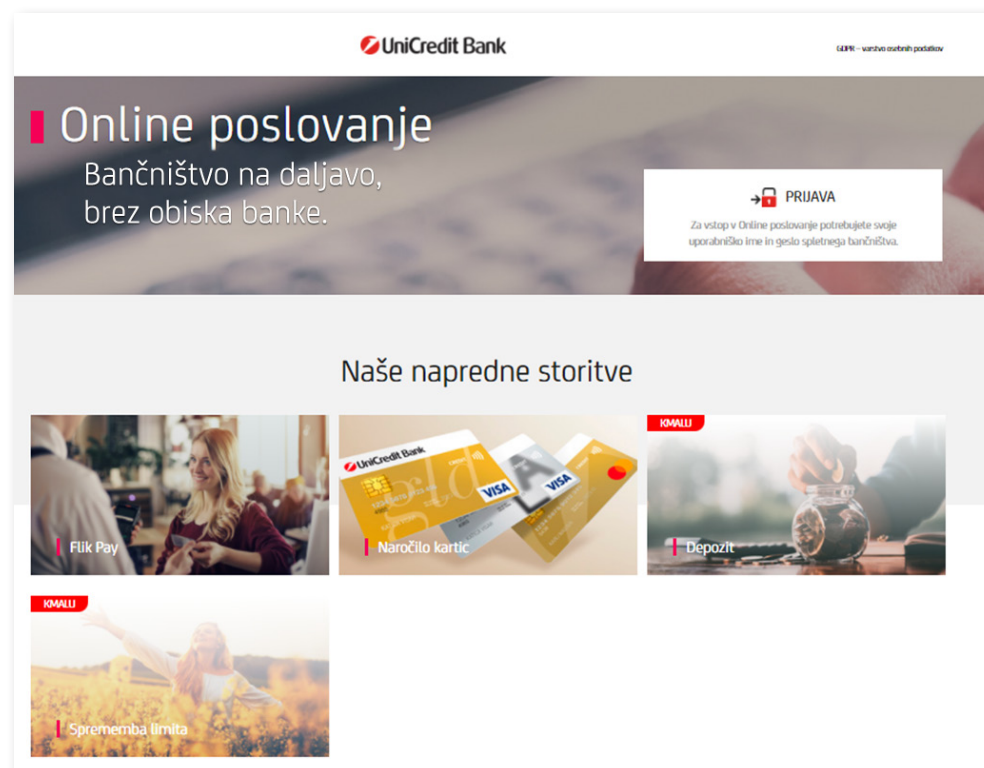 UniCredit Bank
GDPR – varstvo osebnih podatkov
Online poslovanje
Bančništvo na daljavo,
brez obiska banke.
PRIJAVA
Za vstop v Online poslovanje potrebujete svoje
uporabniško ime in geslo spletnega bančništva.
Naše napredne storitve
UniCredit Bank
VISA
VISA
Flik Pay
Naročilo kartic
KMALU
Depozit
KMALU
Sprememba limita